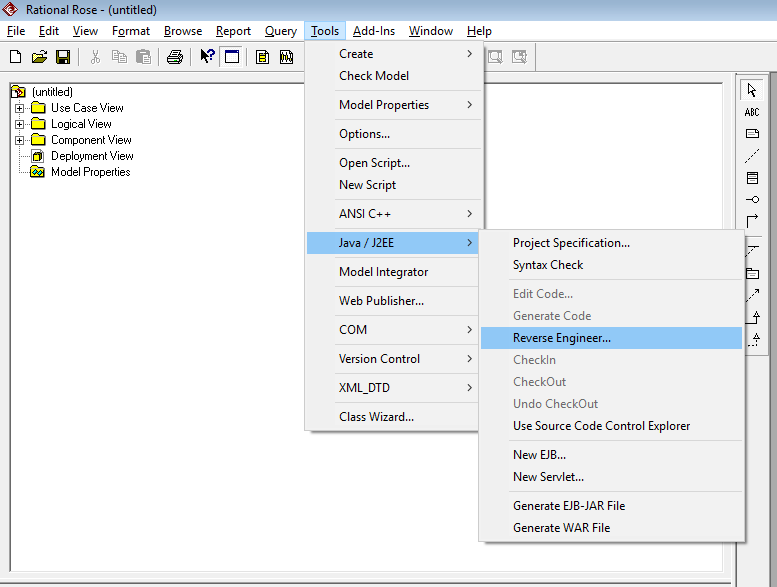 Rational Rose - (untitled)
File Edit View Format Browse Report Query Tools Add-Ins Window Help
(untitled)
Use Case View
Logical View
Component View
Deployment View
Model Properties
Create
Check Model
Model Properties
Options...
Open Script...
New Script
ANSI C++
Java / J2EE
Model Integrator
Web Publisher...
COM
Version Control
XML_DTD
Class Wizard...
Project Specification...
Syntax Check
Edit Code...
Generate Code
Reverse Engineer...
CheckIn
CheckOut
Undo CheckOut
Use Source Code Control Explorer
New EJB...
New Servlet...
Generate EJB-JAR File
Generate WAR File
ABC